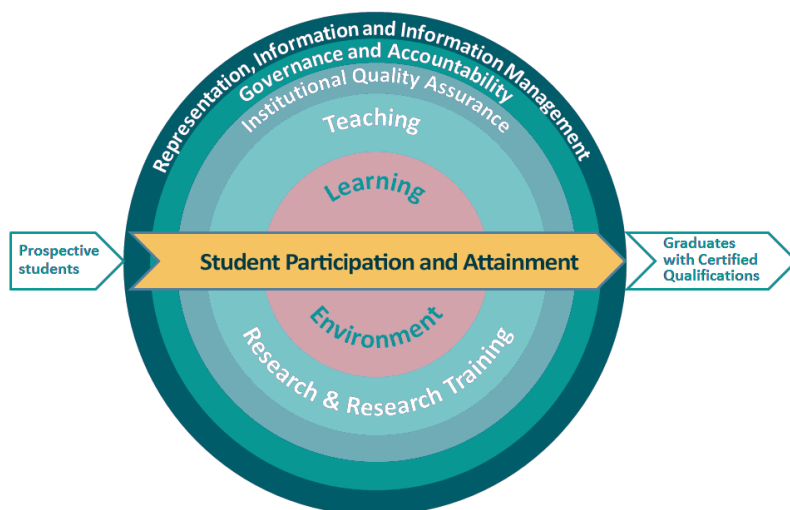 Representation, Information and Information Management
Governance and Accountability
Institutional Quality Assurance
Teaching
Learning
Prospective
students
Student Participation and Attainment
Graduates
with Certified
Qualifications
Environment
Research & Research Training